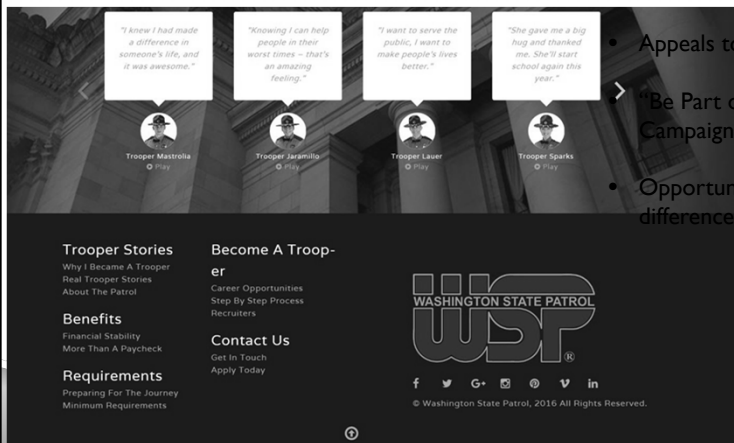 "I knew I had made
a difference in
someone's life, and
it was awesome."
"Knowing I can help
people in their
worst times – that's
an amazing
feeling."
"I want to serve the
public, I want to
make people's lives
better."
"She gave me a big
hug and thanked
me. She'll start
school again this
year."
Trooper Mastrolia
Play
Trooper Jaramillo
Play
Trooper Lauer
Play
Trooper Sparks
Play
• Appeals
• "Be Part
Campaign
•
difference
Trooper Stories
Why I Became A Trooper
Real Trooper Stories
About The Patrol
Benefits
Financial Stability
More Than A Paycheck
Requirements
Preparing For The Journey
Minimum Requirements
Become A Troop-
er
Career Opportunities
Step By Step Process
Recruiters
Contact Us
Get In Touch
Apply Today
WASHINGTON STATE PATROL
WSP®
© Washington State Patrol, 2016 All Rights Reserved.